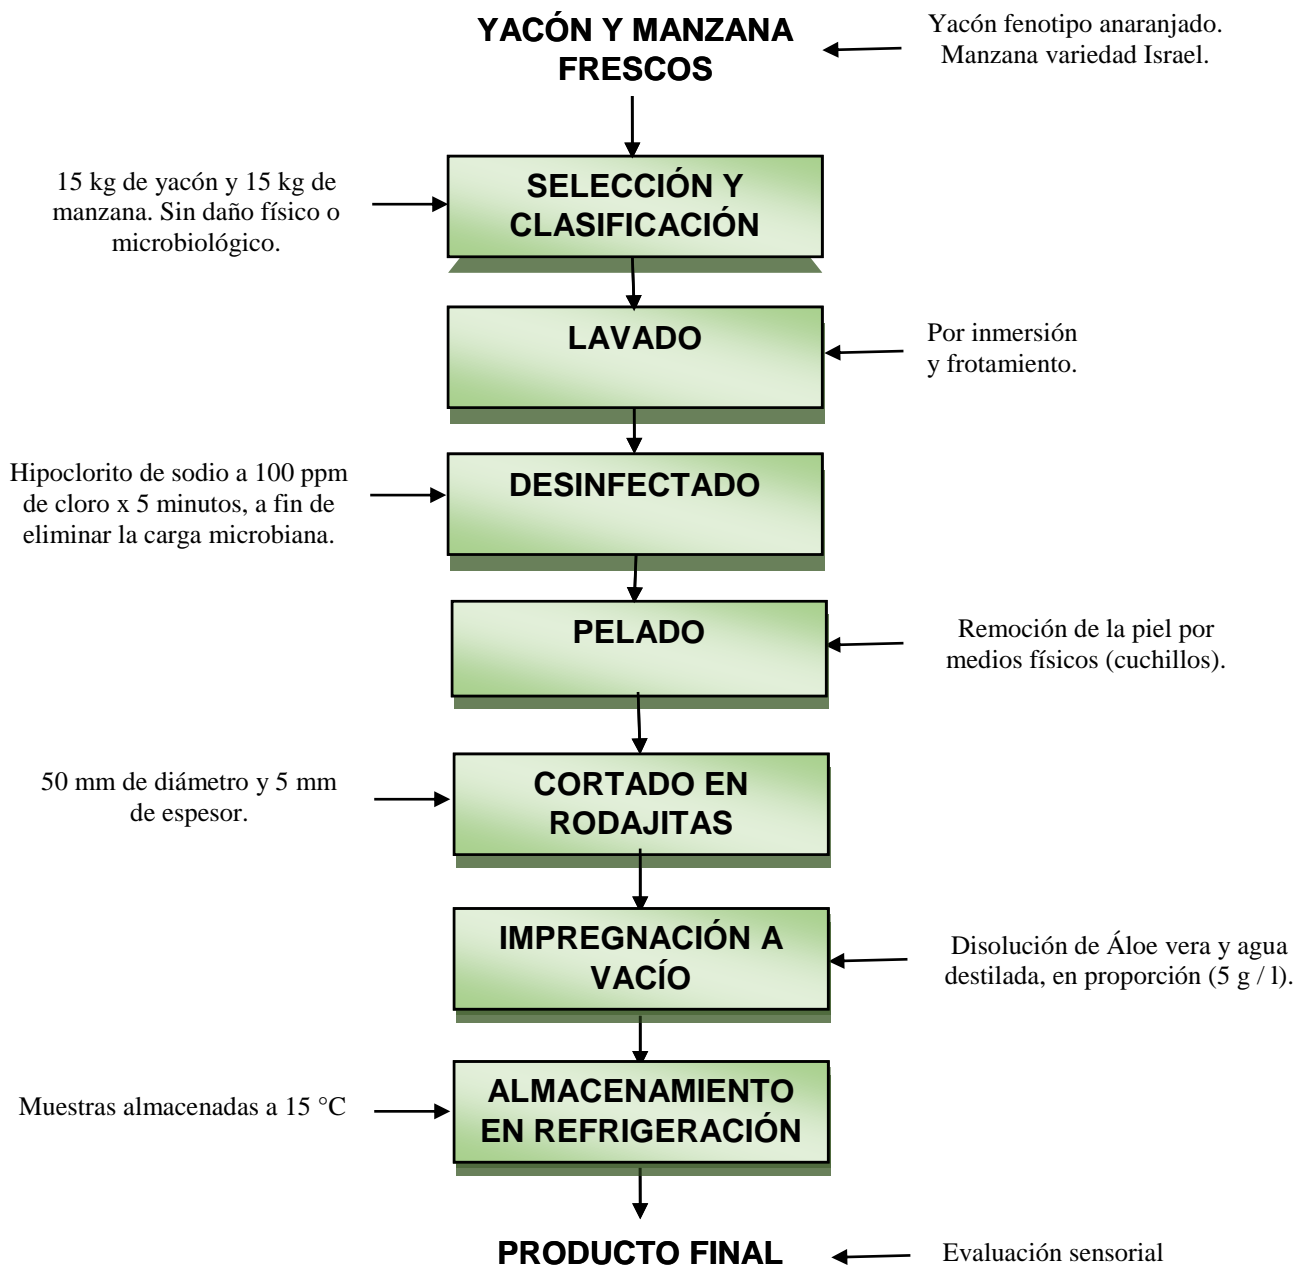 YACÓN Y MANZANA
FRESCOS
Yacón fenotipo anaranjado.
Manzana variedad Israel.
15 kg de yacón y 15 kg de
manzana. Sin daño físico o
microbiológico.
SELECCIÓN Y
CLASIFICACIÓN
LAVADO
Por inmersión
y frotamiento.
Hipoclorito de sodio a 100 ppm
de cloro x 5 minutos, a fin de
eliminar la carga microbiana.
DESINFECTADO
PELADO
Remoción de la piel por
medios físicos (cuchillos).
50 mm de diámetro y 5 mm
de espesor.
CORTADO EN
RODAJITAS
IMPREGNACIÓN A
VACÍO
Disolución de Áloe vera y agua
destilada, en proporción (5 g / l).
Muestras almacenadas a 15 °C
ALMACENAMIENTO
EN REFRIGERACIÓN
PRODUCTO FINAL
Evaluación sensorial